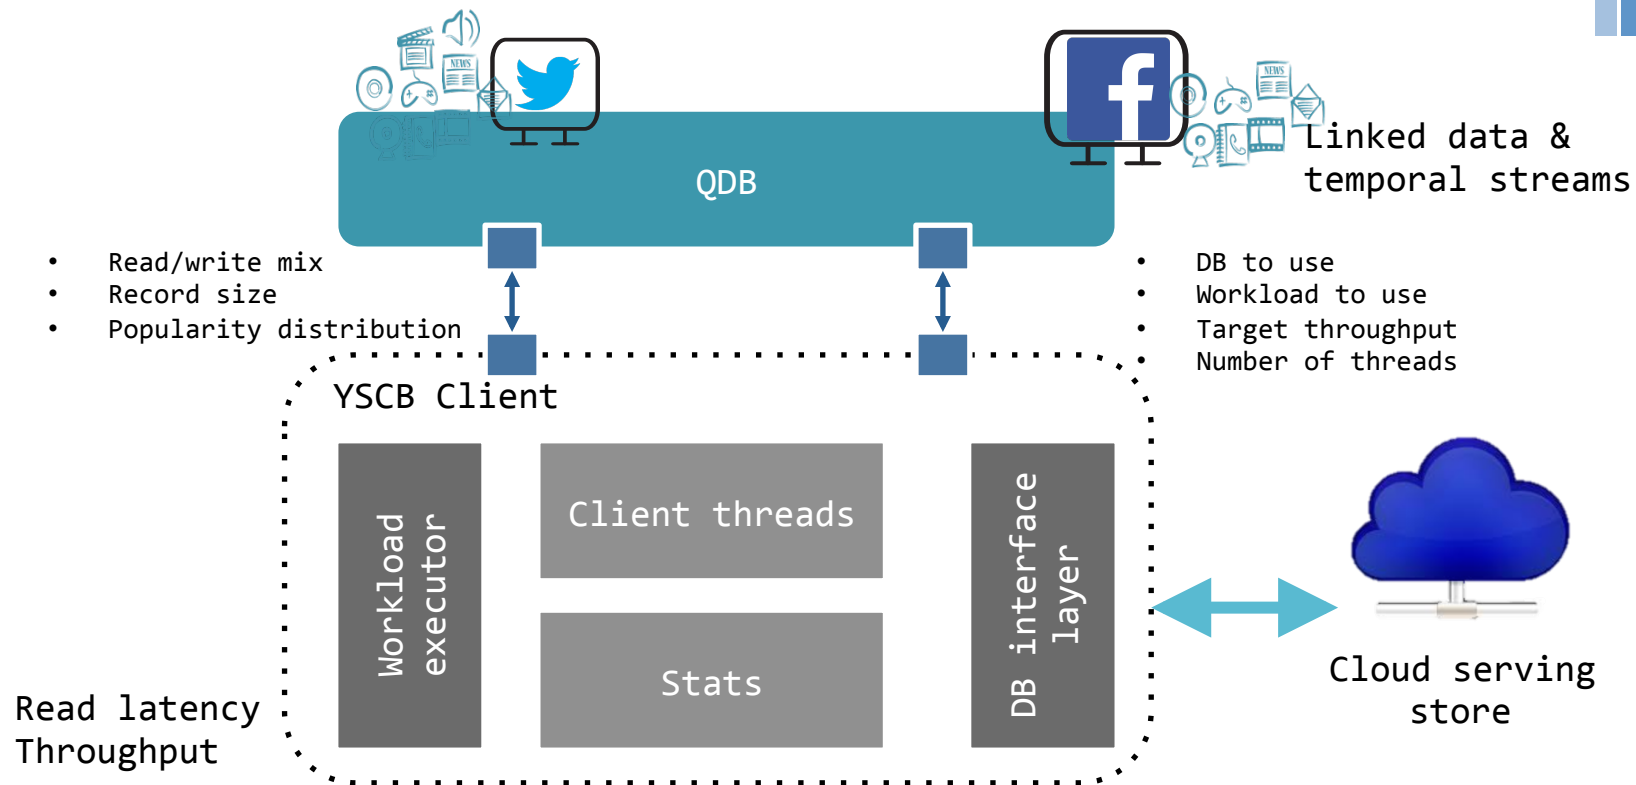 NEWS
NEWS
Linked data &
temporal streams
QDB
• Read/write mix
• Record size
• Popularity distribution
• DB to use
• Workload to use
• Target throughput
• Number of threads
YSCB Client
Workload
executor
Client threads
Stats
DB interface
layer
Cloud serving
store
Read latency
Throughput